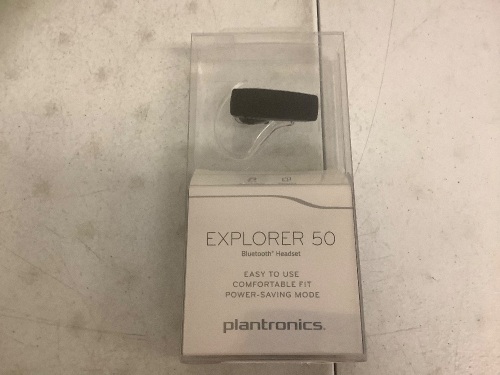 EXPLORER 50
Bluetooth® Headset
EASY TO USE
COMFORTABLE FIT
POWER-SAVING MODE
plantronics.